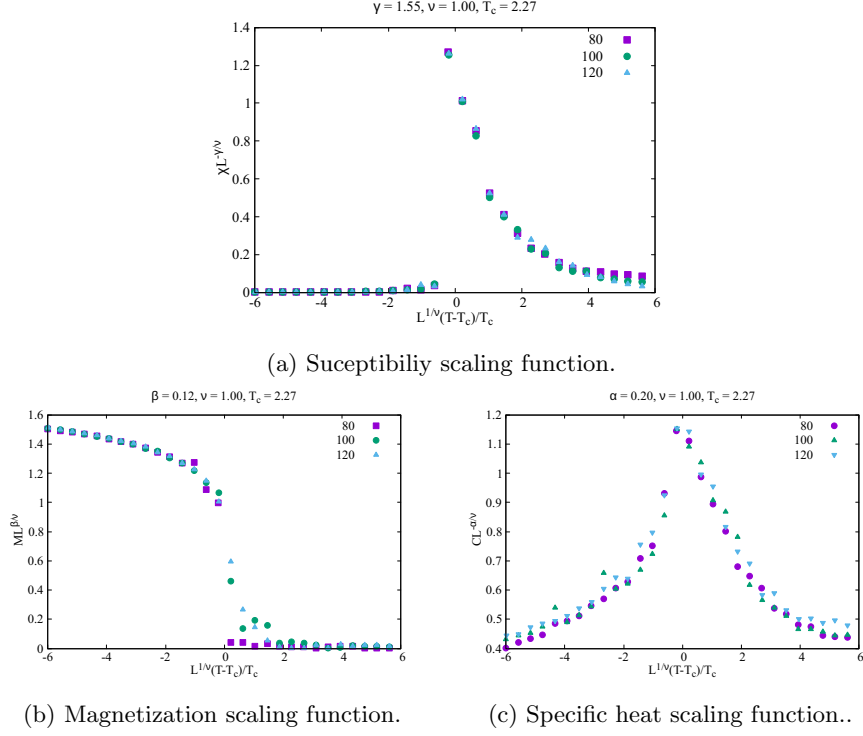 γ = 1.55, ν = 1.00, T_c = 2.27
1.4
1.2
1
0.8
0.6
0.4
0.2
0
χL^-γ/ν
80
100
120
-6 -4 -2 0 2 4 6
L^1/ν(T-T_c)/T_c
(a) Suceptibiliy scaling function.
β = 0.12, ν = 1.00, T_c = 2.27
1.6
1.4
1.2
1
0.8
0.6
0.4
0.2
0
ML^β/ν
80
100
120
-6 -4 -2 0 2 4 6
L^1/ν(T-T_c)/T_c
(b) Magnetization scaling function.
α = 0.20, ν = 1.00, T_c = 2.27
1.2
1.1
1
0.9
0.8
0.7
0.6
0.5
0.4
CL^-α/ν
80
100
120
-6 -4 -2 0 2 4 6
L^1/ν(T-T_c)/T_c
(c) Specific heat scaling function..